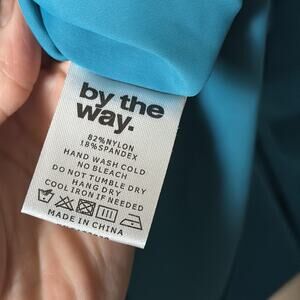 by the
way.
82%NYLON
18%SPANDEX
HAND WASH COLD
NO BLEACH
DO NOT TUMBLE DRY
HANG DRY
COOL IRON IF NEEDED
MADE IN CHINA